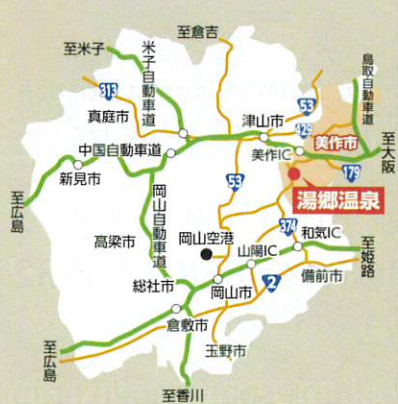 至倉吉
至米子
米子自動車道
鳥取自動車道
313
53
真庭市
津山市
429
美作市
中国自動車道
美作IC
至大阪
新見市
53
179
湯郷温泉
至広島
岡山自動車道
374
高梁市
岡山空港
和気IC
山陽IC
至姫路
総社市
2
備前市
岡山市
倉敷市
至広島
玉野市
至香川